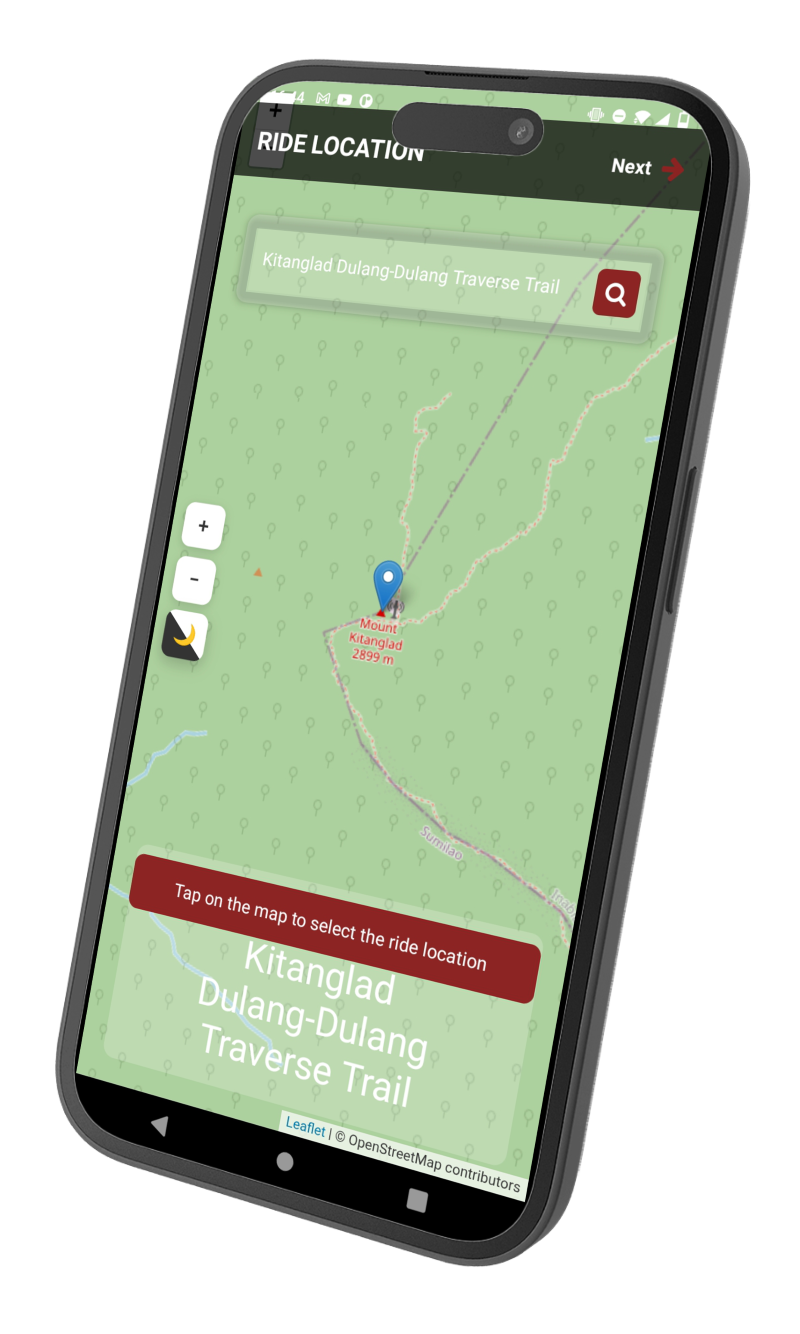 RIDE LOCATION
Next
Kitanglad Dulang-Dulang Traverse Trail
+
-
Mount
Kitanglad
2899 m
Sumilao
Tap on the map to select the ride location
Kitanglad
Dulang-Dulang
Traverse Trail
Leaflet | © OpenStreetMap contributors